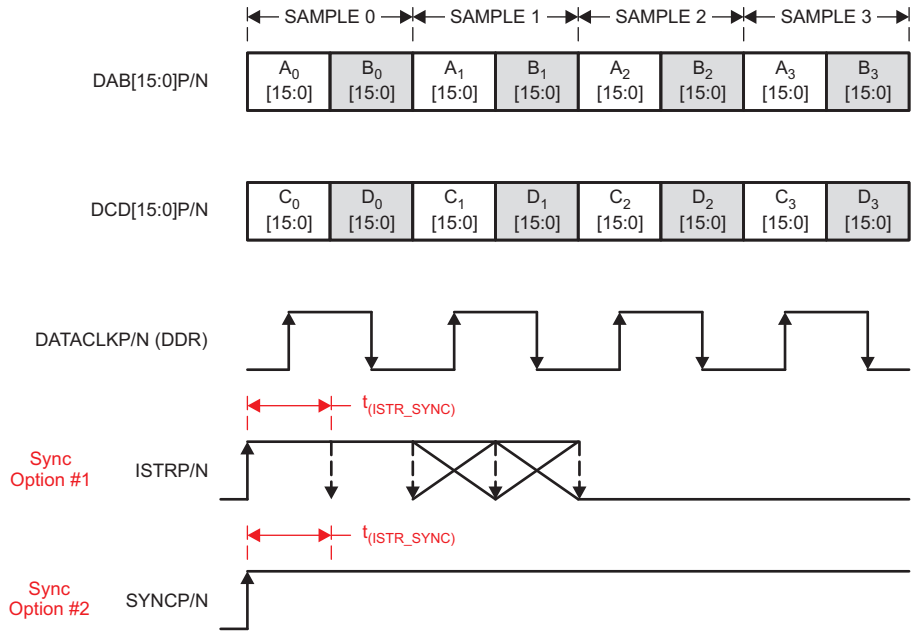 SAMPLE 0 SAMPLE 1 SAMPLE 2 SAMPLE 3
DAB[15:0]P/N
A0 B0 A1 B1 A2 B2 A3 B3
[15:0] [15:0] [15:0] [15:0] [15:0] [15:0] [15:0] [15:0]
DCD[15:0]P/N
C0 D0 C1 D1 C2 D2 C3 D3
[15:0] [15:0] [15:0] [15:0] [15:0] [15:0] [15:0] [15:0]
DATACLKP/N (DDR)
t(ISTR_SYNC)
Sync
Option #1
ISTRP/N
t(ISTR_SYNC)
Sync
Option #2
SYNCP/N